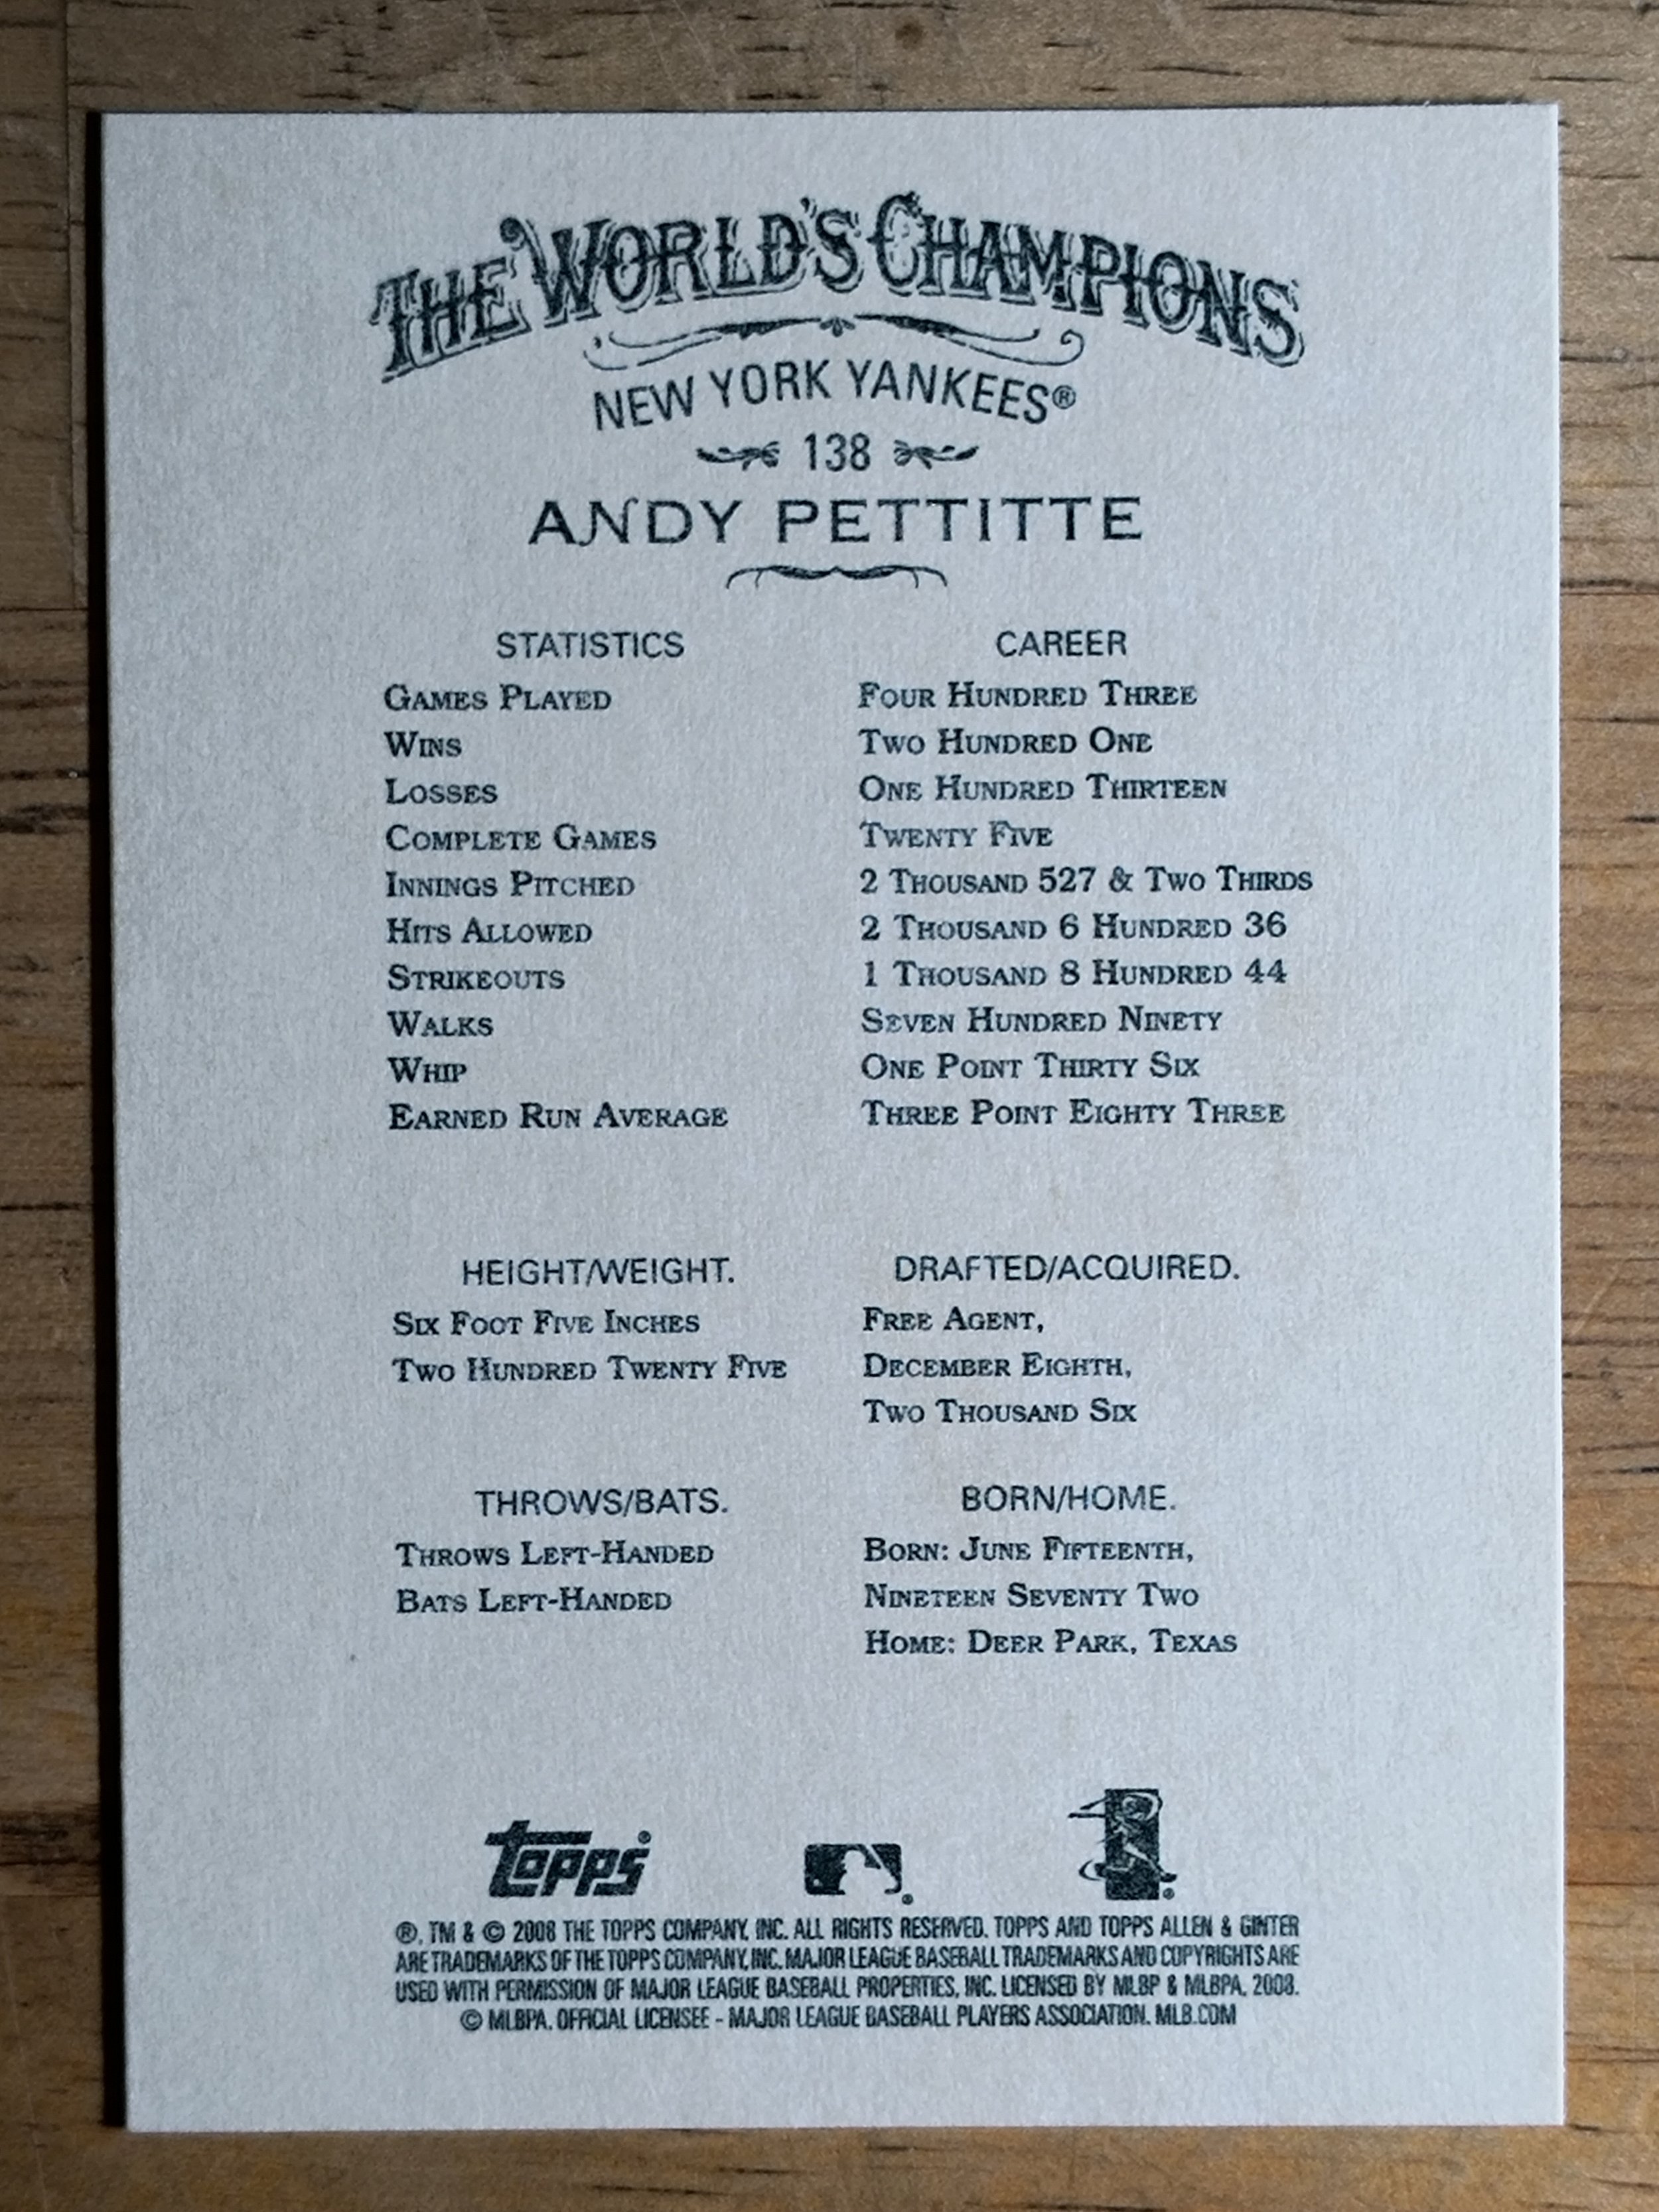 THE WORLD'S CHAMPIONS
NEW YORK YANKEES®
138
ANDY PETTITTE
STATISTICS CAREER
GAMES PLAYED FOUR HUNDRED THREE
WINS TWO HUNDRED ONE
LOSSES ONE HUNDRED THIRTEEN
COMPLETE GAMES TWENTY FIVE
INNINGS PITCHED 2 THOUSAND 527 & TWO THIRDS
HITS ALLOWED 2 THOUSAND 6 HUNDRED 36
STRIKEOUTS 1 THOUSAND 8 HUNDRED 44
WALKS SEVEN HUNDRED NINETY
WHIP ONE POINT THIRTY SIX
EARNED RUN AVERAGE THREE POINT EIGHTY THREE
HEIGHT/WEIGHT.
SIX FOOT FIVE INCHES
TWO HUNDRED TWENTY FIVE
DRAFTED/ACQUIRED.
FREE AGENT,
DECEMBER EIGHTH,
TWO THOUSAND SIX
THROWS/BATS.
THROWS LEFT-HANDED
BATS LEFT-HANDED
BORN/HOME.
BORN: JUNE FIFTEENTH,
NINETEEN SEVENTY TWO
HOME: DEER PARK, TEXAS
Topps®
®, TM & © 2008 THE TOPPS COMPANY, INC. ALL RIGHTS RESERVED. TOPPS AND TOPPS ALLEN & GINTER
ARE TRADEMARKS OF THE TOPPS COMPANY, INC. MAJOR LEAGUE BASEBALL TRADEMARKS AND COPYRIGHTS ARE
USED WITH PERMISSION OF MAJOR LEAGUE BASEBALL PROPERTIES, INC. LICENSED BY MLBP & MLBPA, 2008.
© MLBPA. OFFICIAL LICENSEE - MAJOR LEAGUE BASEBALL PLAYERS ASSOCIATION. MLB.COM